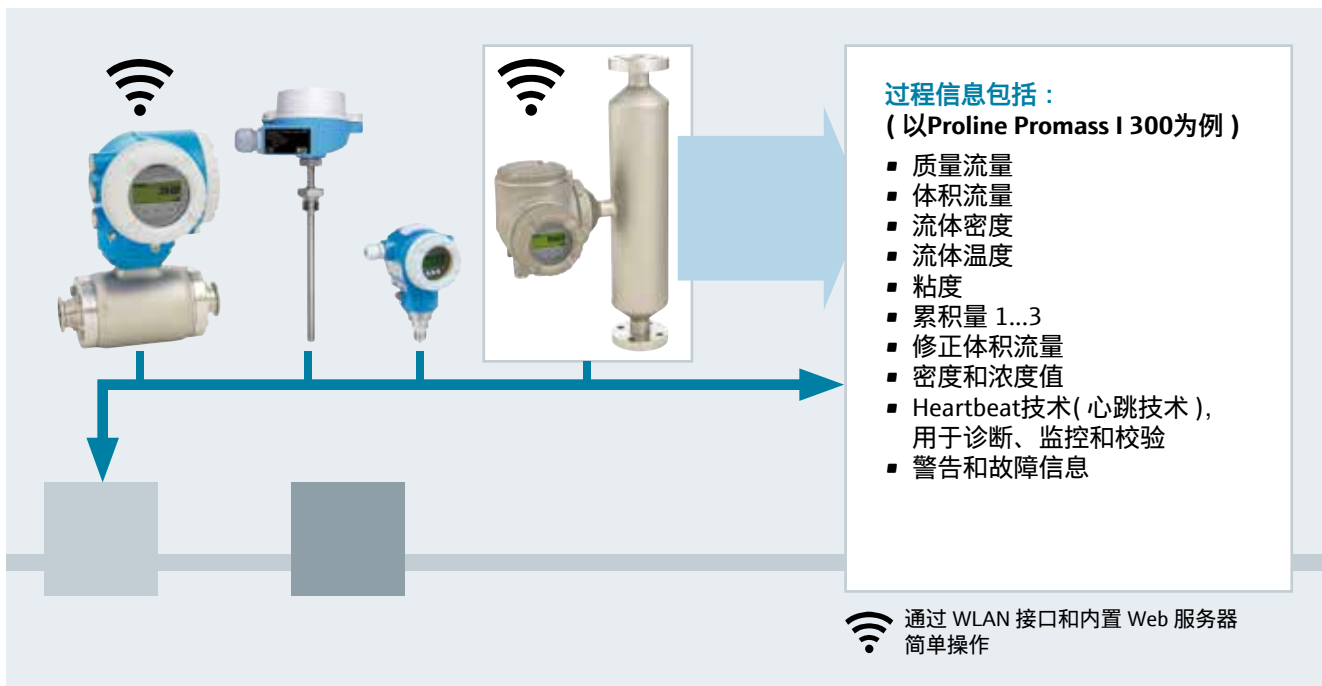 过程信息包括：
( 以Proline Promass I 300为例 )
▪ 质量流量
▪ 体积流量
▪ 流体密度
▪ 流体温度
▪ 粘度
▪ 累积量 1...3
▪ 修正体积流量
▪ 密度和浓度值
▪ Heartbeat技术( 心跳技术 ),
用于诊断、监控和校验
▪ 警告和故障信息
通过 WLAN 接口和内置 Web 服务器
简单操作